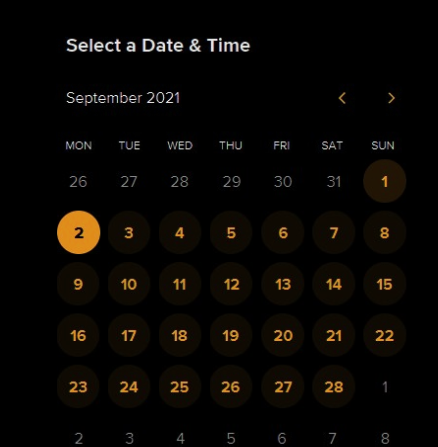 Select a Date & Time
September 2021
MON TUE WED THU FRI SAT SUN
26 27 28 29 30 31 1
2 3 4 5 6 7 8
9 10 11 12 13 14 15
16 17 18 19 20 21 22
23 24 25 26 27 28 1
2 3 4 5 6 7 8